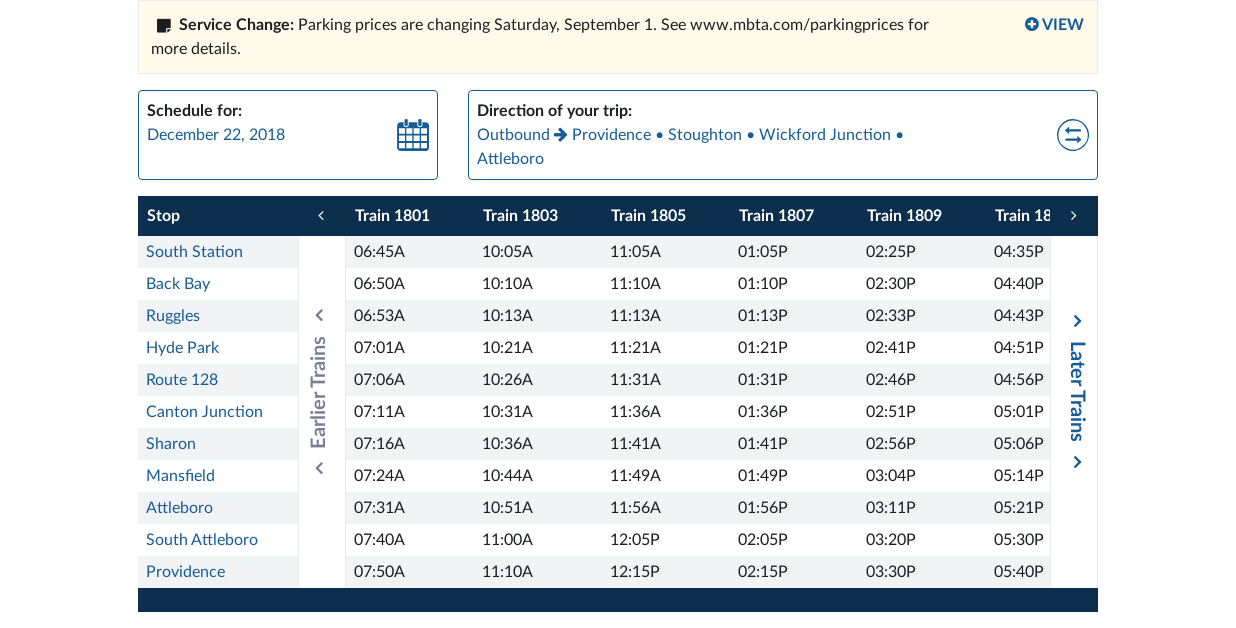 Service Change: Parking prices are changing Saturday, September 1. See www.mbta.com/parkingprices for
more details.
VIEW
Schedule for:
December 22, 2018
Direction of your trip:
Outbound → Providence • Stoughton • Wickford Junction •
Attleboro
Stop Train 1801 Train 1803 Train 1805 Train 1807 Train 1809 Train 18
South Station 06:45A 10:05A 11:05A 01:05P 02:25P 04:35P
Back Bay 06:50A 10:10A 11:10A 01:10P 02:30P 04:40P
Ruggles 06:53A 10:13A 11:13A 01:13P 02:33P 04:43P
Hyde Park 07:01A 10:21A 11:21A 01:21P 02:41P 04:51P
Route 128 07:06A 10:26A 11:31A 01:31P 02:46P 04:56P
Canton Junction 07:11A 10:31A 11:36A 01:36P 02:51P 05:01P
Sharon 07:16A 10:36A 11:41A 01:41P 02:56P 05:06P
Mansfield 07:24A 10:44A 11:49A 01:49P 03:04P 05:14P
Attleboro 07:31A 10:51A 11:56A 01:56P 03:11P 05:21P
South Attleboro 07:40A 11:00A 12:05P 02:05P 03:20P 05:30P
Providence 07:50A 11:10A 12:15P 02:15P 03:30P 05:40P
Earlier Trains
Later Trains